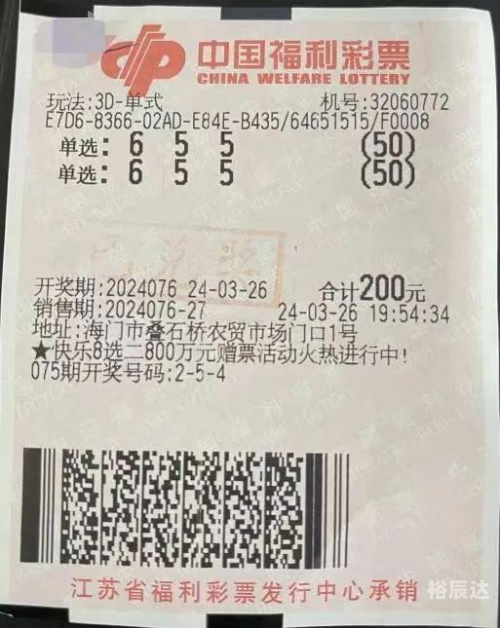 中国福利彩票
CHINA WELFARE LOTTERY
玩法:3D-单式 机号:32060772
E7D6-8366-02AD-E84E-B435/64651515/F0008
单选: 6 5 5 (50)
单选: 6 5 5 (50)
开奖期:2024076 24-03-26 合计200元
销售期:2024076-27 24-03-26 19:54:34
地址:海门市叠石桥农贸市场门口1号
★快乐8选二800万元赠票活动火热进行中!
075期开奖号码:2-5-4
江苏省福利彩票发行中心承销
裕辰达